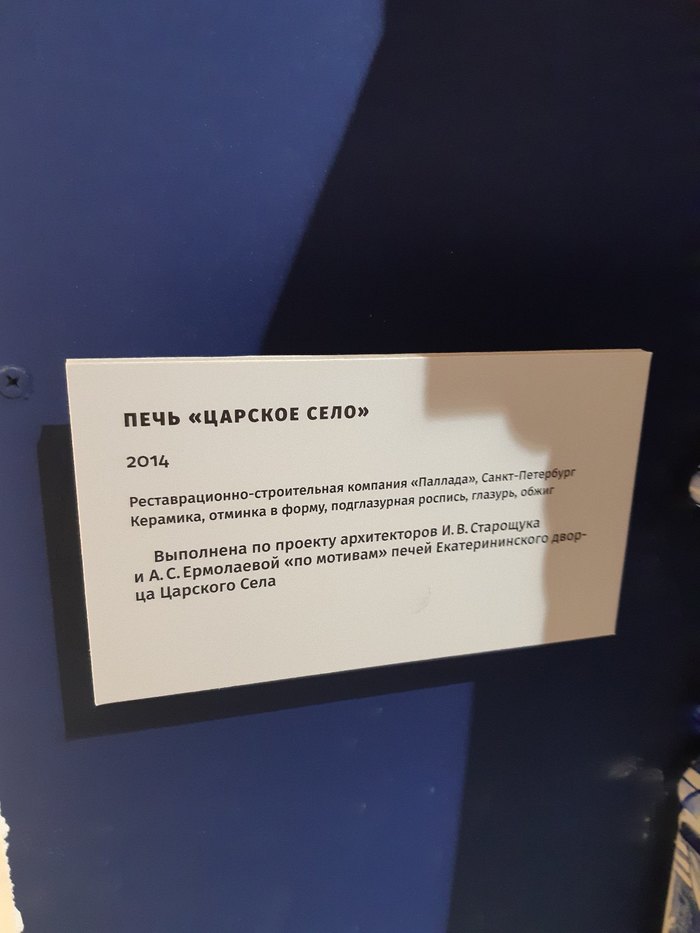 ПЕЧЬ «ЦАРСКОЕ СЕЛО»
2014
Реставрационно-строительная компания «Паллада», Санкт-Петербург
Керамика, отминка в форму, подглазурная роспись, глазурь, обжиг
Выполнена по проекту архитекторов И. В. Старощука
и А. С. Ермолаевой «по мотивам» печей Екатерининского двор-
ца Царского Села